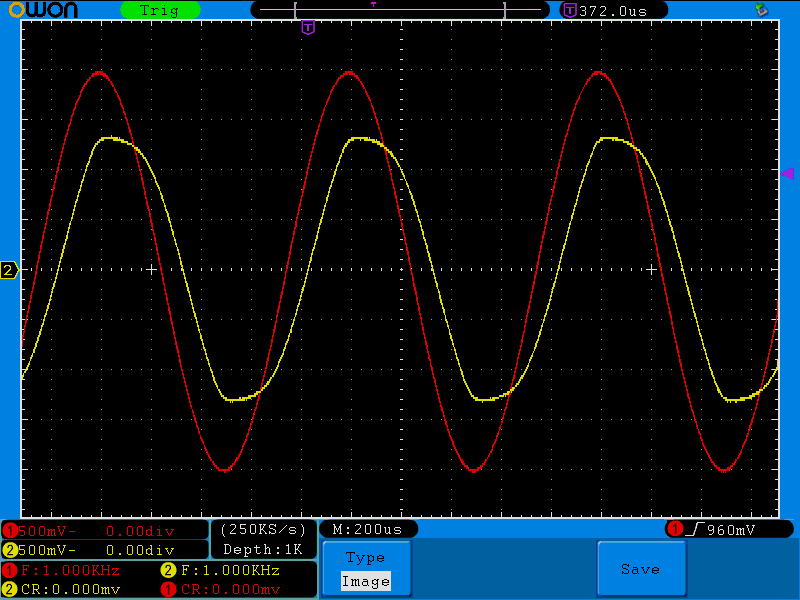 OWON Trig T 372.0us
T
2
1 500mV- 0.00div (250KS/s) M:200us 1 960mV
2 500mV- 0.00div Depth:1K
1 F:1.000KHz 2 F:1.000KHz Type Save
2 CR:0.000mv 1 CR:0.000mv Image